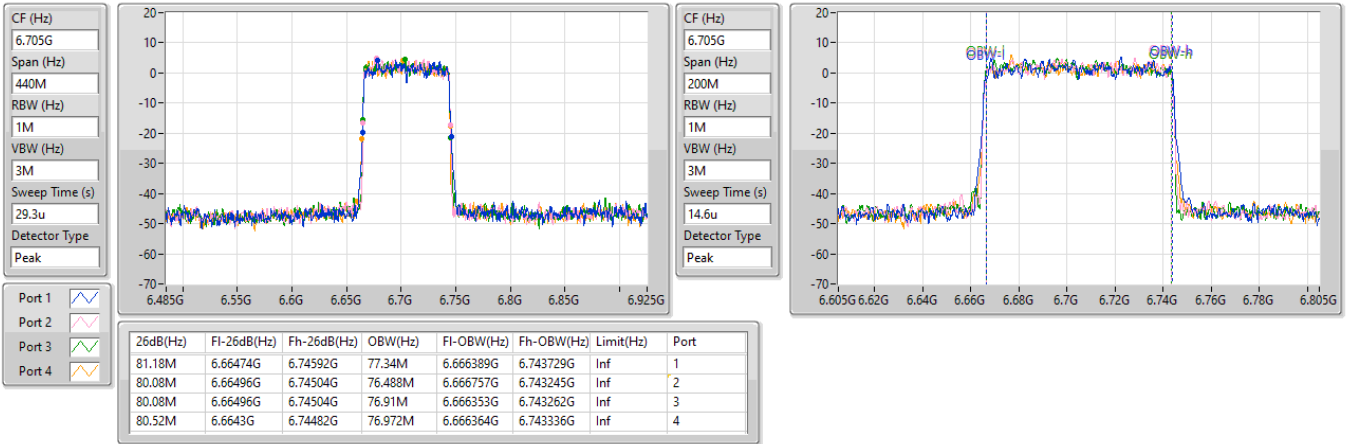 CF (Hz)
6.705G
Span (Hz)
440M
RBW (Hz)
1M
VBW (Hz)
3M
Sweep Time (s)
29.3u
Detector Type
Peak
20
10
0
-10
-20
-30
-40
-50
-60
-70
6.485G 6.55G 6.6G 6.65G 6.7G 6.75G 6.8G 6.85G 6.925G
CF (Hz)
6.705G
Span (Hz)
200M
RBW (Hz)
1M
VBW (Hz)
3M
Sweep Time (s)
14.6u
Detector Type
Peak
20
10
0
-10
-20
-30
-40
-50
-60
-70
OBW-l OBW-h
6.605G 6.62G 6.64G 6.66G 6.68G 6.7G 6.72G 6.74G 6.76G 6.78G 6.805G
Port 1
Port 2
Port 3
Port 4
26dB(Hz) Fl-26dB(Hz) Fh-26dB(Hz) OBW(Hz) Fl-OBW(Hz) Fh-OBW(Hz) Limit(Hz) Port
81.18M 6.66474G 6.74592G 77.34M 6.666389G 6.743729G Inf 1
80.08M 6.66496G 6.74504G 76.488M 6.666757G 6.743245G Inf 2
80.08M 6.66496G 6.74504G 76.91M 6.666353G 6.743262G Inf 3
80.52M 6.6643G 6.74482G 76.972M 6.666364G 6.743336G Inf 4